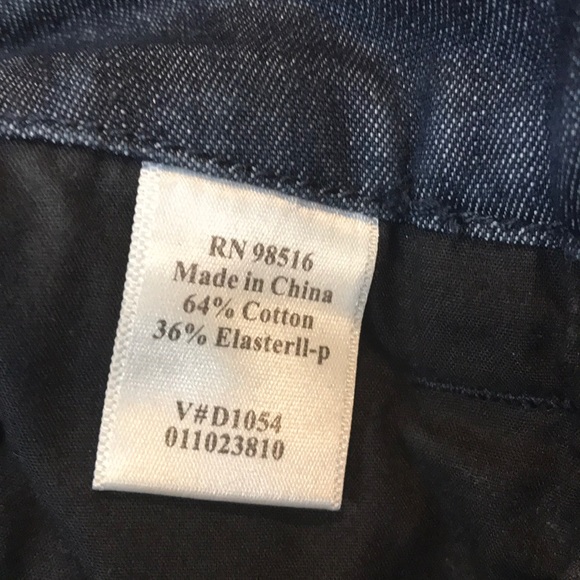 RN 98516
Made in China
64% Cotton
36% Elasterll-p
V#D1054
011023810